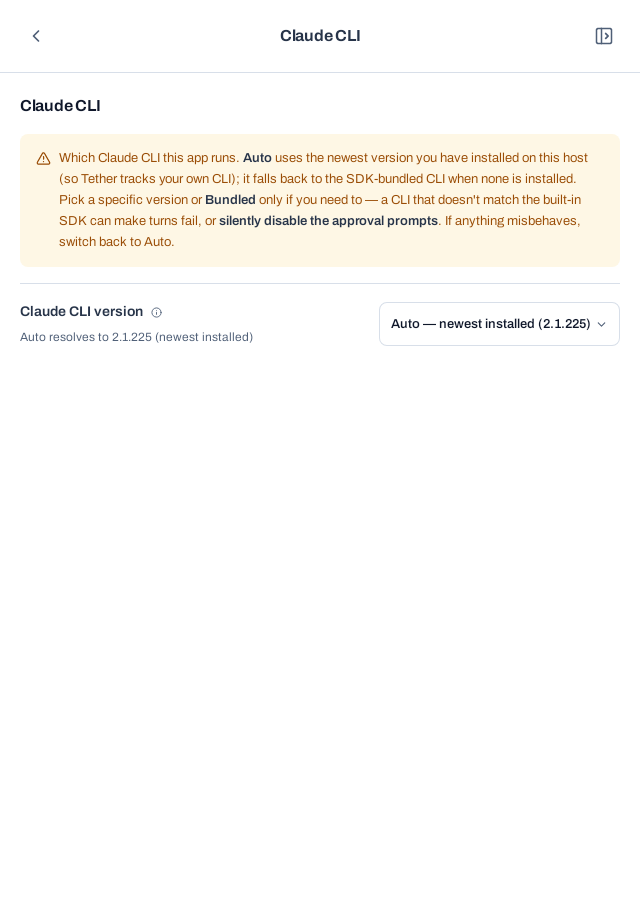 Claude CLI
Claude CLI
Which Claude CLI this app runs. Auto uses the newest version you have installed on this host
(so Tether tracks your own CLI); it falls back to the SDK-bundled CLI when none is installed.
Pick a specific version or Bundled only if you need to — a CLI that doesn't match the built-in
SDK can make turns fail, or silently disable the approval prompts. If anything misbehaves,
switch back to Auto.
Claude CLI version
Auto — newest installed (2.1.225)
Auto resolves to 2.1.225 (newest installed)